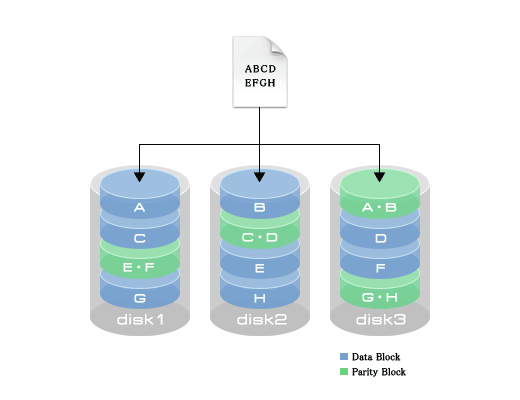 ABCD
EFGH
A
C
E·F
G
disk1
B
C·D
E
H
disk2
A·B
D
F
G·H
disk3
Data Block
Parity Block